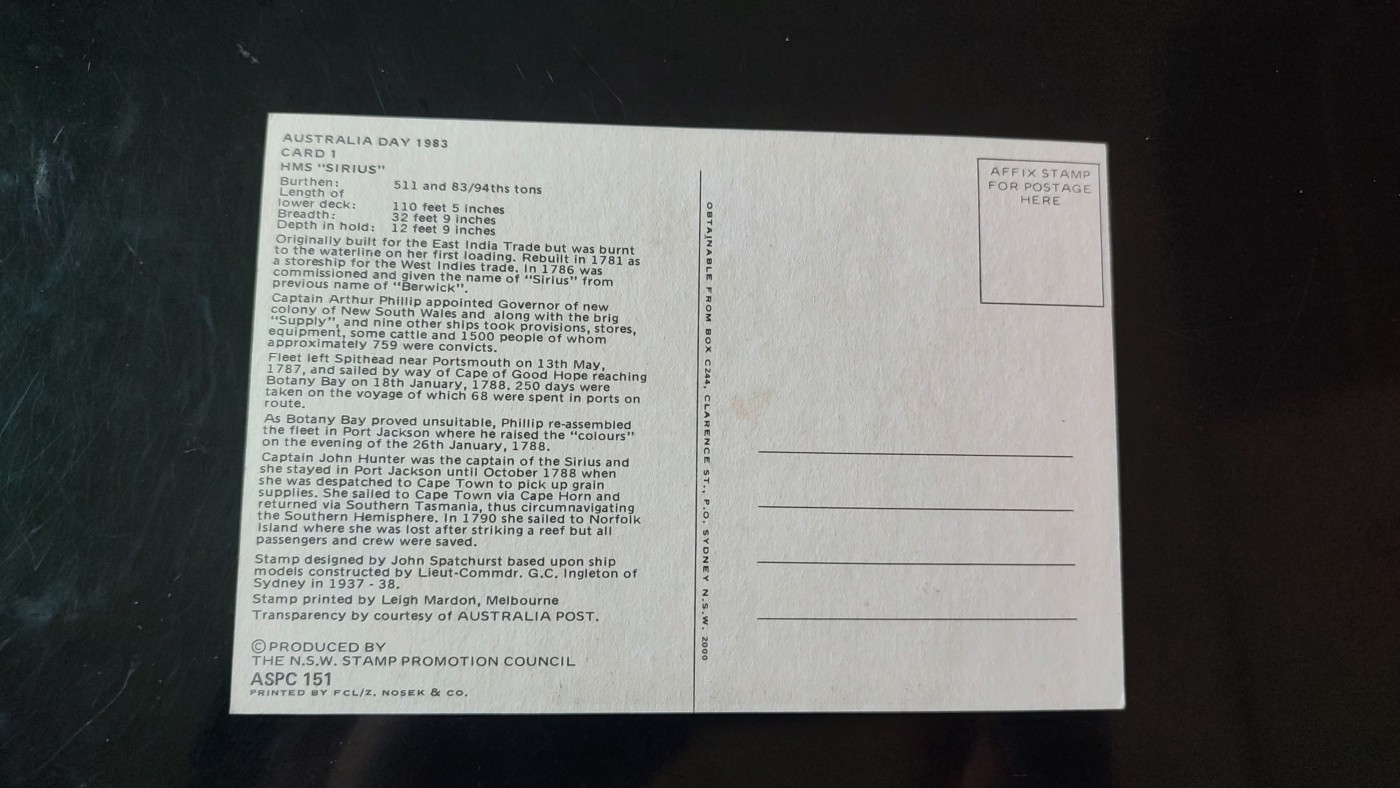 AUSTRALIA DAY 1983
CARD 1
HMS "SIRIUS"
Burthen: 511 and 83/94ths tons
Length of
lower deck: 110 feet 5 inches
Breadth: 32 feet 9 inches
Depth in hold: 12 feet 9 inches
Originally built for the East India Trade but was burnt
to the waterline on her first loading. Rebuilt in 1781 as
a storeship for the West Indies trade. In 1786 was
commissioned and given the name of "Sirius" from
previous name of "Berwick".
Captain Arthur Phillip appointed Governor of new
colony of New South Wales and along with the brig
"Supply", and nine other ships took provisions, stores,
equipment, some cattle and 1500 people of whom
approximately 759 were convicts.
Fleet left Spithead near Portsmouth on 13th May,
1787, and sailed by way of Cape of Good Hope reaching
Botany Bay on 18th January, 1788. 250 days were
taken on the voyage of which 68 were spent in ports on
route.
As Botany Bay proved unsuitable, Phillip re-assembled
the fleet in Port Jackson where he raised the "colours"
on the evening of the 26th January, 1788.
Captain John Hunter was the captain of the Sirius and
she stayed in Port Jackson until October 1788 when
she was despatched to Cape Town to pick up grain
supplies. She sailed to Cape Town via Cape Horn and
returned via Southern Tasmania, thus circumnavigating
the Southern Hemisphere. In 1790 she sailed to Norfolk
Island where she was lost after striking a reef but all
passengers and crew were saved.
Stamp designed by John Spatchurst based upon ship
models constructed by Lieut-Commdr. G.C. Ingleton of
Sydney in 1937 - 38.
Stamp printed by Leigh Mardon, Melbourne
Transparency by courtesy of AUSTRALIA POST.
©PRODUCED BY
THE N.S.W. STAMP PROMOTION COUNCIL
ASPC 151
PRINTED BY FCL/Z. NOSEK & CO.
OBTAINABLE FROM BOX C244, CLARENCE ST., P.O. SYDNEY N.S.W. 2000
AFFIX STAMP
FOR POSTAGE
HERE